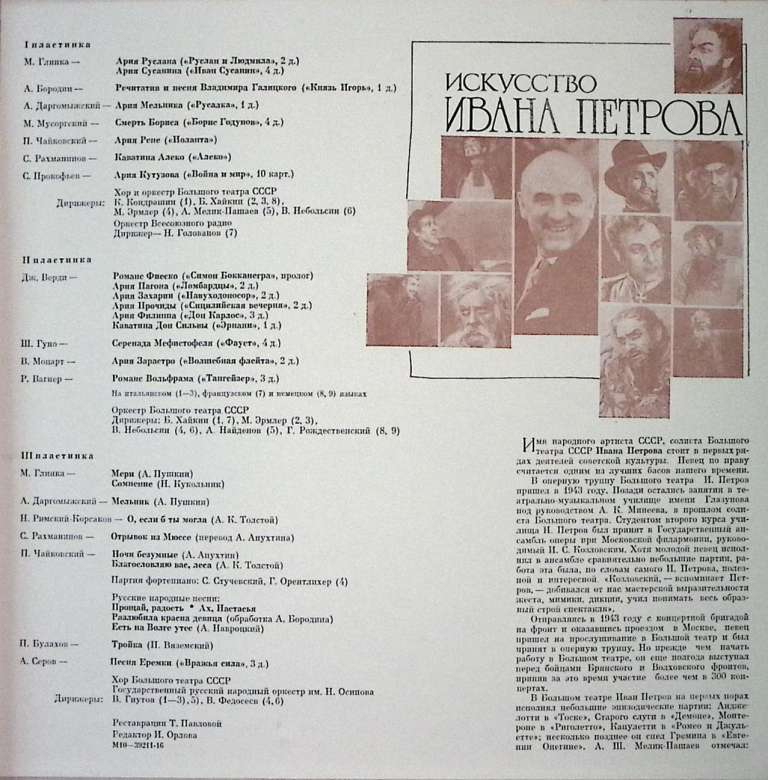 I пластинка
М. Глинка — Ария Руслана («Руслан и Людмила», 2 д.)
Ария Сусанина («Иван Сусанин», 4 д.)
А. Бородин — Речитатив и песня Владимира Галицкого («Князь Игорь», 1 д.)
А. Даргомыжский — Ария Мельника («Русалка», 1 д.)
М. Мусоргский — Смерть Бориса («Борис Годунов», 4 д.)
П. Чайковский — Ария Рене («Иоланта»)
С. Рахманинов — Каватина Алеко («Алеко»)
С. Прокофьев — Ария Кутузова («Война и мир», 10 карт.)
Хор и оркестр Большого театра СССР
Дирижеры: К. Кондрашин (1), Б. Хайкин (2, 3, 8),
М. Эрмлер (4), А. Мелик-Пашаев (5), В. Небольсин (6)
Оркестр Всесоюзного радио
Дирижер— Н. Голованов (7)
II пластинка
Дж. Верди — Романс Фиеско («Симон Бокканегра», пролог)
Ария Пагона («Ломбардцы», 2 д.)
Ария Захарии («Навуходоносор», 2 д.)
Ария Прочиды («Сицилийская вечерня», 2 д.)
Ария Филиппа («Дон Карлос», 3 д.)
Каватина Дон Сильвы («Эрнани», 1 д.)
Ш. Гуно — Серенада Мефистофеля («Фауст», 4 д.)
В. Моцарт — Ария Зарастро («Волшебная флейта», 2 д.)
Р. Вагнер — Романс Вольфрама («Тангейзер», 3 д.)
На итальянском (1—3), французском (7) и немецком (8, 9) языках
Оркестр Большого театра СССР
Дирижеры: Б. Хайкин (1, 7), М. Эрмлер (2, 3),
В. Небольсин (4, 6), А. Найденов (5), Г. Рождественский (8, 9)
III пластинка
М. Глинка — Мери (А. Пушкин)
Сомнение (Н. Кукольник)
А. Даргомыжский — Мельник (А. Пушкин)
Н. Римский-Корсаков — О, если б ты могла (А. К. Толстой)
С. Рахманинов — Отрывок из Мюссе (перевод А. Апухтина)
П. Чайковский — Ночи безумные (А. Апухтин)
Благословляю вас, леса (А. К. Толстой)
Партия фортепиано: С. Стучевский, Г. Орентлихер (4)
Русские народные песни:
Прощай, радость * Ах, Настасья
Разлюбила красна девица (обработка А. Бородина)
Есть на Волге утес (А. Навроцкий)
П. Булахов — Тройка (П. Вяземский)
А. Серов — Песня Еремки («Вражья сила», 3 д.)
Хор Большого театра СССР
Государственный русский народный оркестр им. Н. Осипова
Дирижеры: В. Гнутов (1—3), 5), В. Федосеев (4, 6)
Реставрация Т. Павловой
Редактор И. Орлова
М10—39211-16
ИСКУССТВО
ИВАНА ПЕТРОВА
Имя народного артиста СССР, солиста Большого
театра СССР Ивана Петрова стоит в первых ря-
дах деятелей советской культуры. Певец по праву
считается одним из лучших басов нашего времени.
В оперную труппу Большого театра И. Петров
пришел в 1943 году. Позади остались занятия в те-
атрально-музыкальном училище имени Глазунова
под руководством А. К. Минеева, в прошлом соли-
ста Большого театра. Студентом второго курса учи-
лища И. Петров был принят в Государственный ан-
самбль оперы при Московской филармонии, руково-
димый И. С. Козловским. Хотя молодой певец испол-
нял в ансамбле сравнительно небольшие партии, ра-
бота эта была, по словам самого И. Петрова, полез-
ной и интересной. «Козловский, — вспоминает Пет-
ров, — добивался от нас мастерской выразительности
жеста, мимики, дикции, учил понимать весь образ-
ный строй спектакля».
Отправляясь в 1943 году с концертной бригадой
на фронт и оказавшись проездом в Москве, певец
пришел на прослушивание в Большой театр и был
принят в оперную труппу. Но прежде чем начать
работу в Большом театре, он еще полгода выступал
перед бойцами Брянского и Волховского фронтов,
приняв за это время участие более чем в 300 кон-
цертах.
В Большом театре Иван Петров на первых порах
исполнял небольшие эпизодические партии: Андже-
лотти в «Тоске», Старого слуги в «Демоне», Монте-
роне в «Риголетто», Капулетти в «Ромео и Джуль-
етте»; несколько позднее он спел Гремина в «Евге-
нии Онегине», А. Ш. Мелик-Пашаев отмечал: